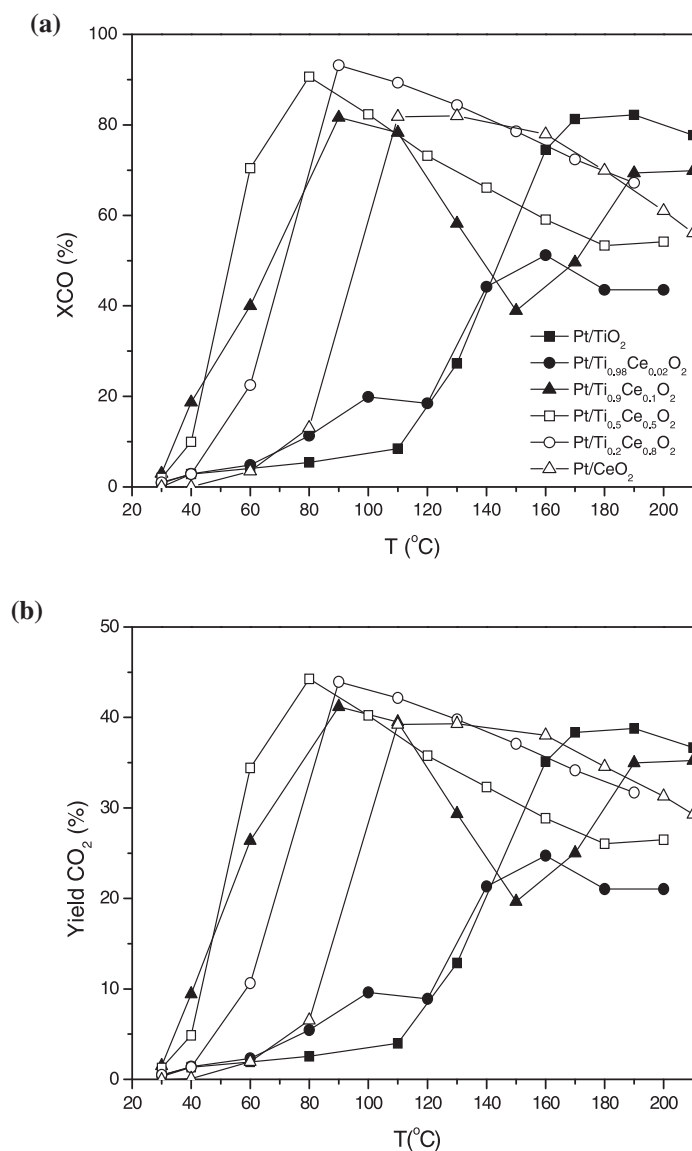 (a)
100
80
60
40
20
0
XCO (%)
Pt/TiO₂
Pt/Ti₀.₉₈Ce₀.₀₂O₂
Pt/Ti₀.₉Ce₀.₁O₂
Pt/Ti₀.₅Ce₀.₅O₂
Pt/Ti₀.₂Ce₀.₈O₂
Pt/CeO₂
20 40 60 80 100 120 140 160 180 200
T (°C)
(b)
50
40
30
20
10
0
Yield CO₂ (%)
20 40 60 80 100 120 140 160 180 200
T(°C)